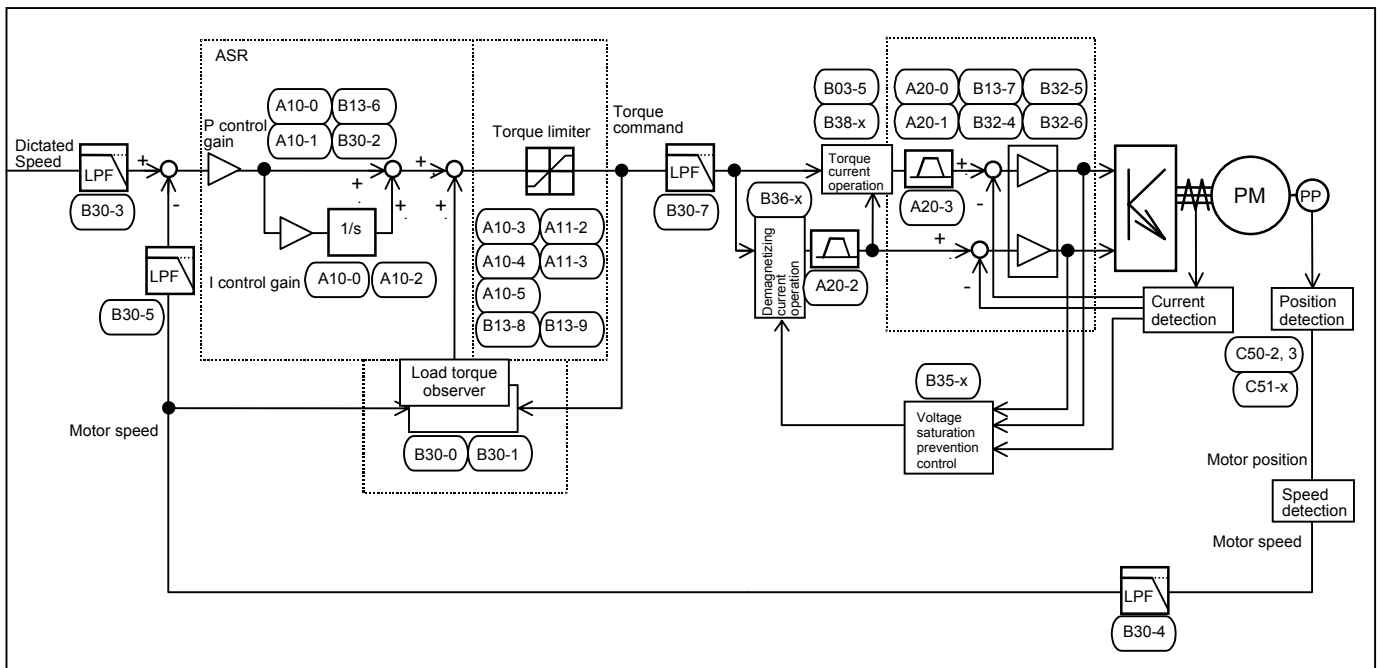 ASR
Dictated
Speed
LPF
B30-3
+
-
P control
gain
A10-0 B13-6
A10-1 B30-2
+
+
+
+
+
1/s
I control gain
A10-0 A10-2
LPF
B30-5
Torque limiter
A10-3 A11-2
A10-4 A11-3
A10-5
B13-8 B13-9
Load torque
observer
B30-0 B30-1
Motor speed
Torque
command
LPF
B30-7
B36-x
Demagnetizing
current
operation
B03-5
B38-x
Torque
current
operation
A20-3
A20-2
A20-0 B13-7 B32-5
A20-1 B32-4 B32-6
+
-
+
-
PM
PP
Current
detection
Position
detection
C50-2, 3
C51-x
B35-x
Voltage
saturation
prevention
control
Motor position
Speed
detection
Motor speed
LPF
B30-4